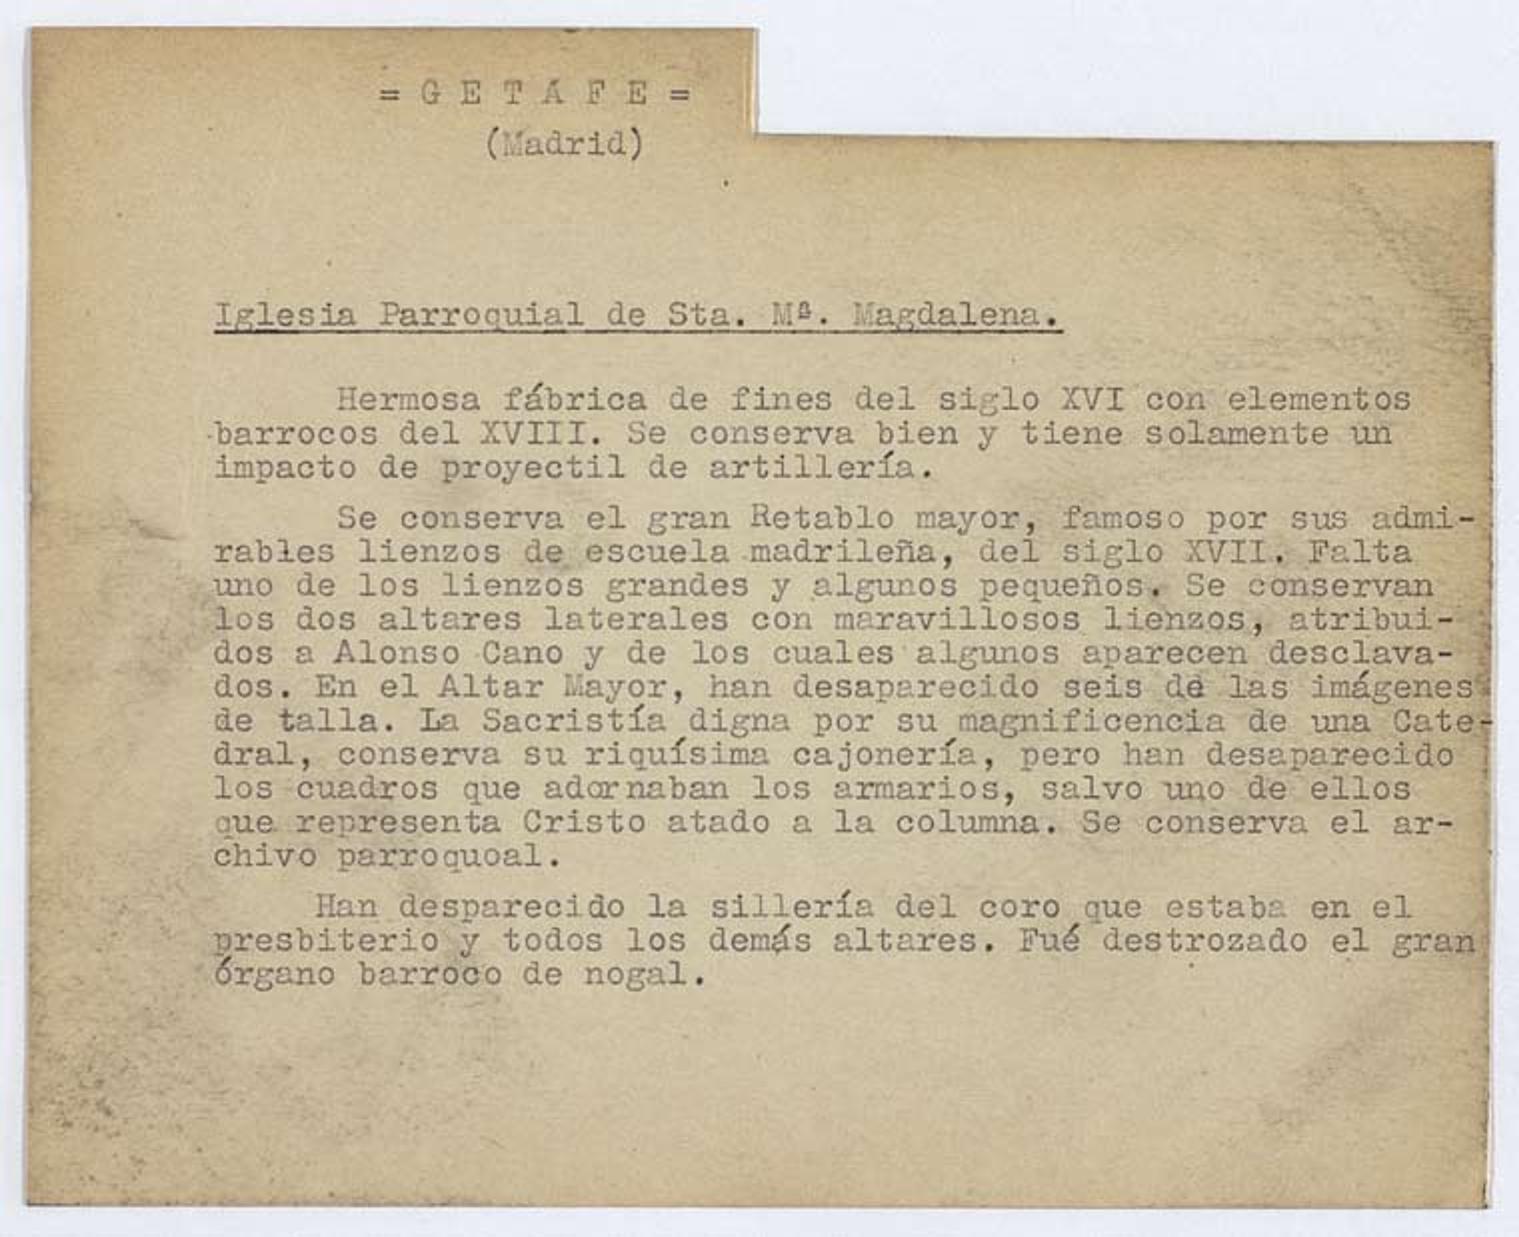 = G E T A F E =
(Madrid)
Iglesia Parroquial de Sta. Mª. Magdalena.
Hermosa fábrica de fines del siglo XVI con elementos
barrocos del XVIII. Se conserva bien y tiene solamente un
impacto de proyectil de artillería.
Se conserva el gran Retablo mayor, famoso por sus admi-
rables lienzos de escuela madrileña, del siglo XVII. Falta
uno de los lienzos grandes y algunos pequeños. Se conservan
los dos altares laterales con maravillosos lienzos, atribui-
dos a Alonso Cano y de los cuales algunos aparecen desclava-
dos. En el Altar Mayor, han desaparecido seis de las imágenes
de talla. La Sacristía digna por su magnificencia de una Cate-
dral, conserva su riquísima cajonería, pero han desaparecido
los cuadros que adornaban los armarios, salvo uno de ellos
que representa Cristo atado a la columna. Se conserva el ar-
chivo parroquoal.
Han desparecido la sillería del coro que estaba en el
presbiterio y todos los demás altares. Fué destrozado el gran
órgano barroco de nogal.